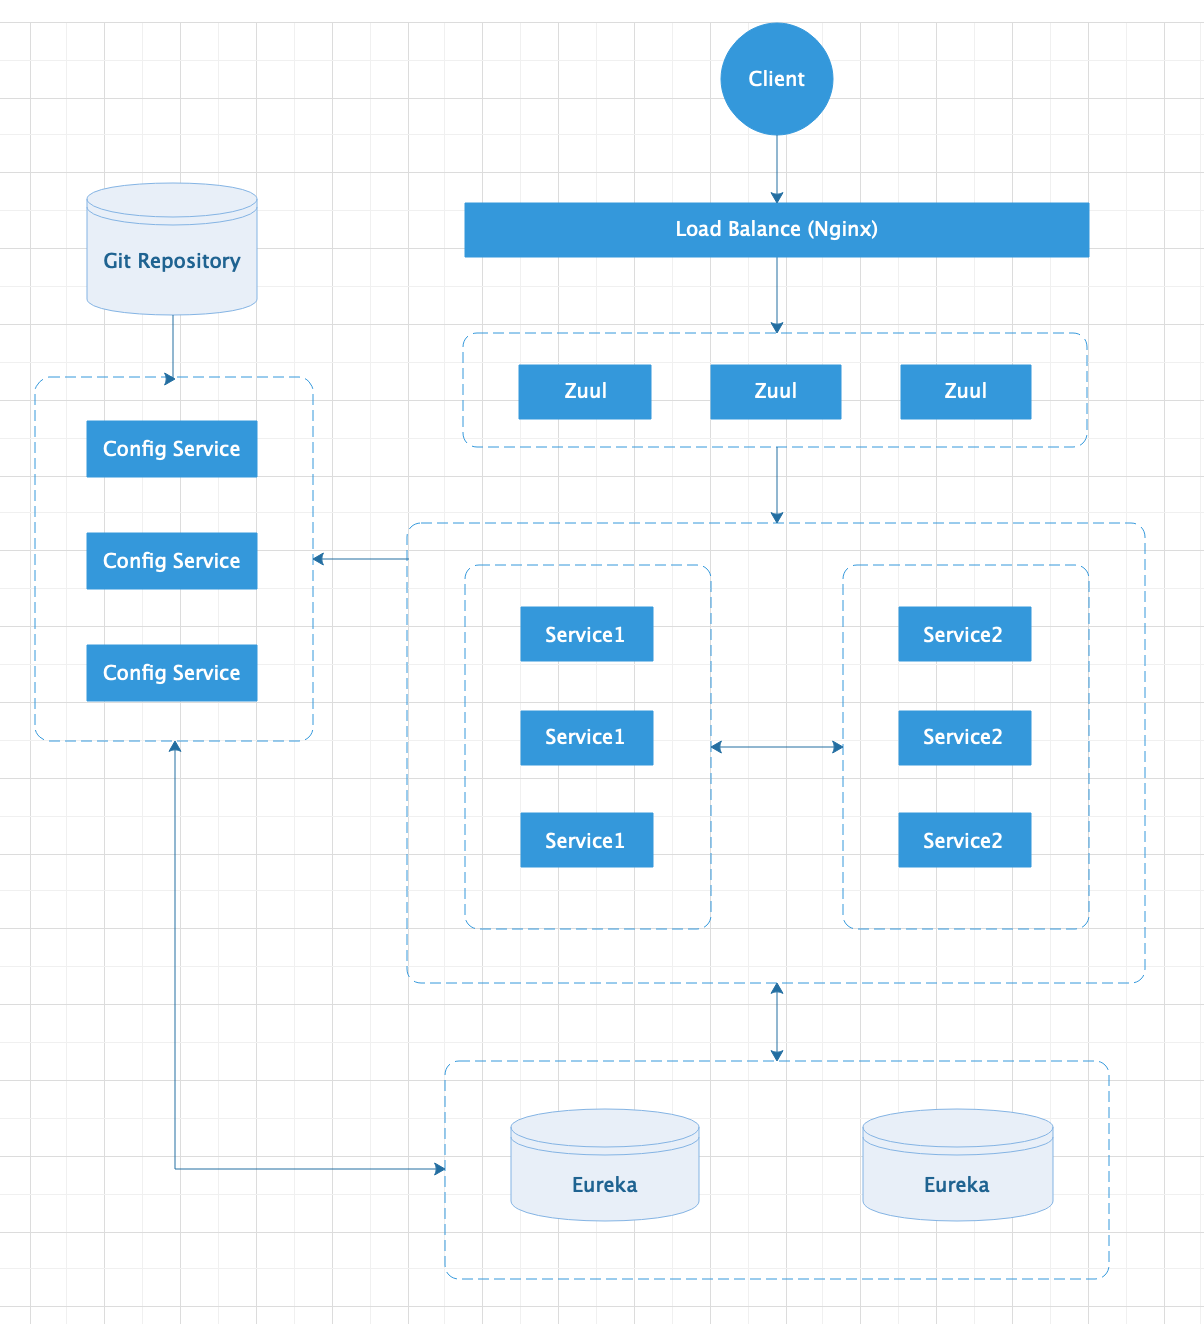 Client
Load Balance (Nginx)
Git Repository
Zuul
Zuul
Zuul
Config Service
Config Service
Config Service
Service1
Service2
Service1
Service2
Service1
Service2
Eureka
Eureka